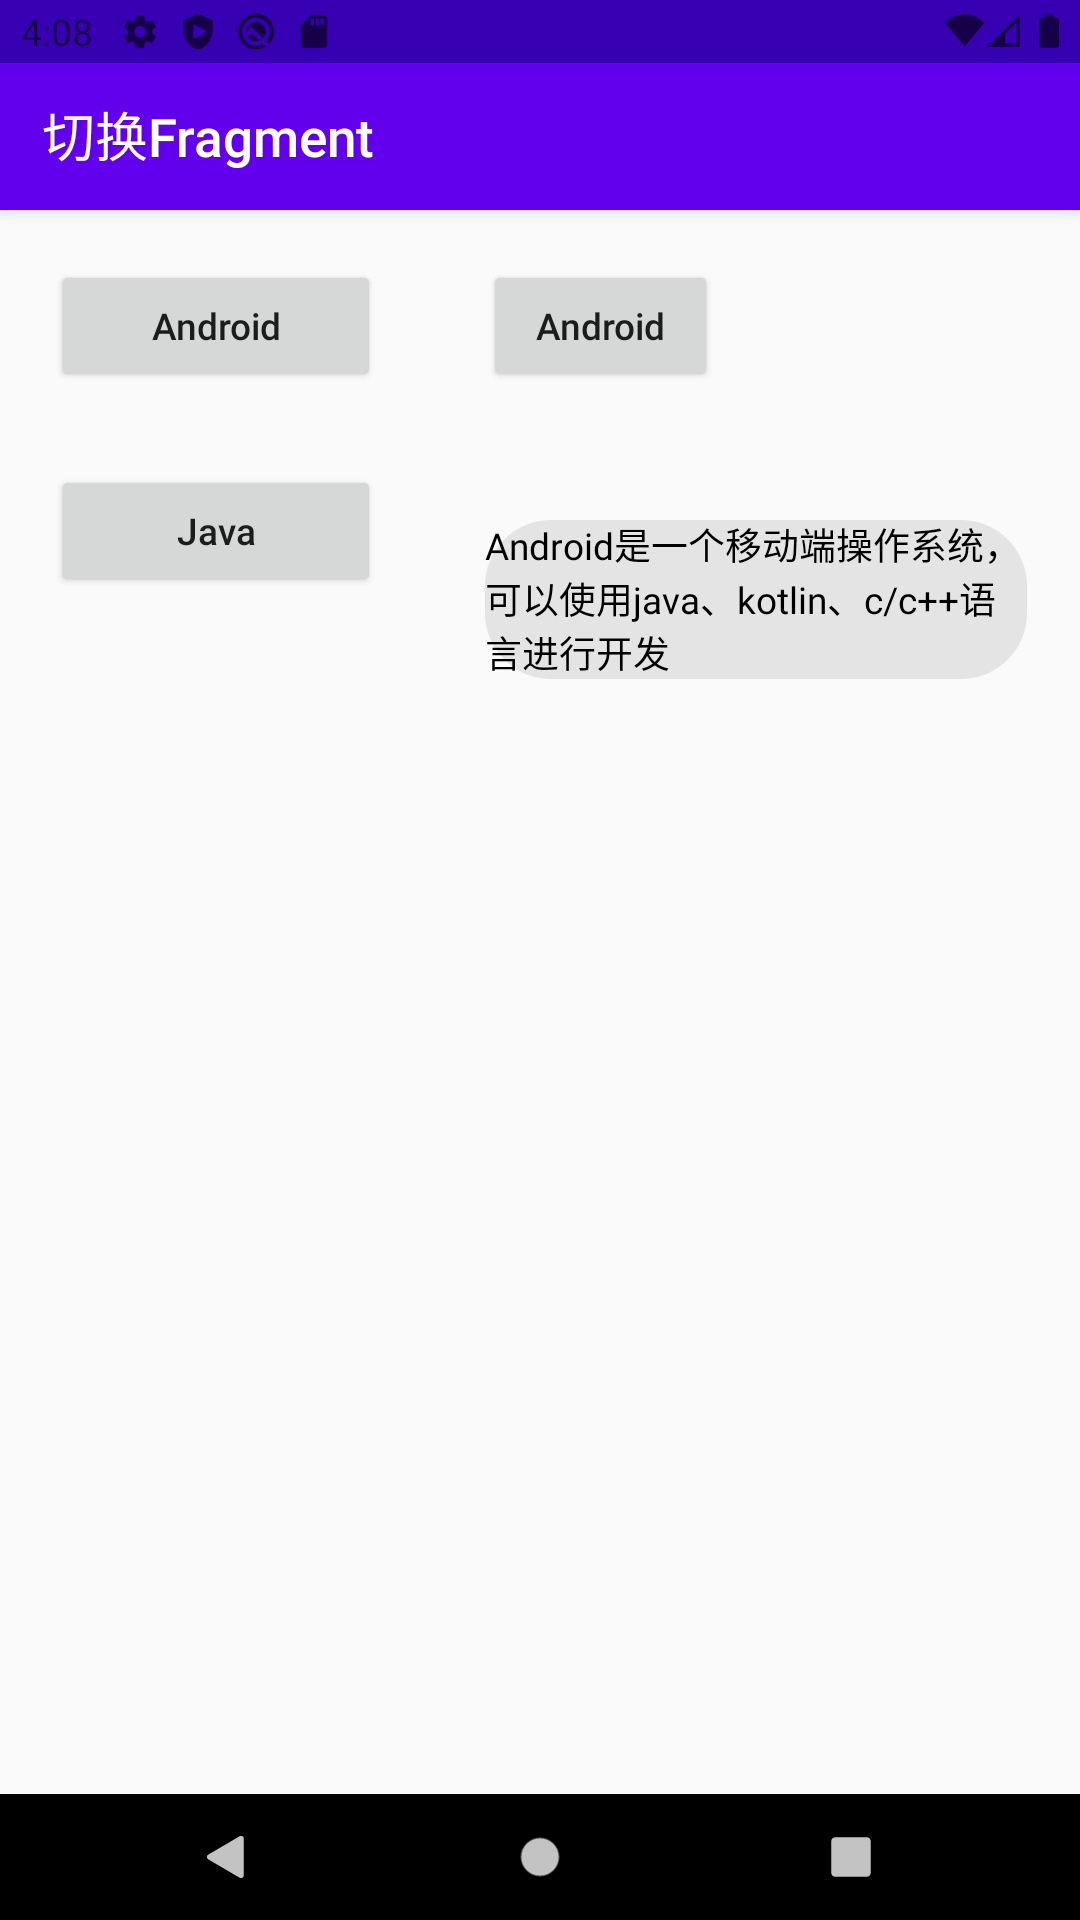 4:08
切换Fragment
Android
Android
Java
Android是一个移动端操作系统，
可以使用java、kotlin、c/c++语
言进行开发